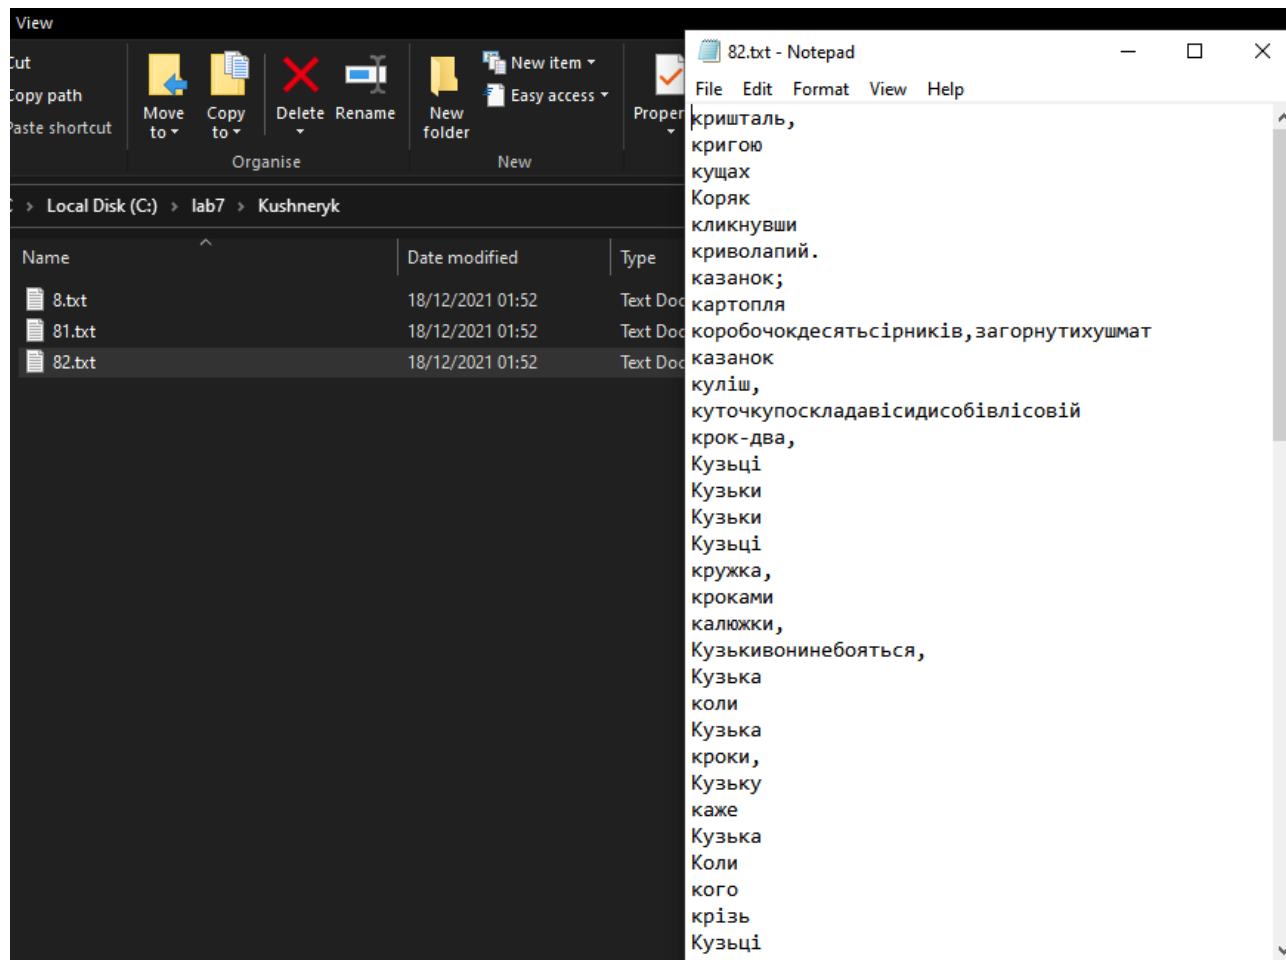 View
Cut
Copy path
Paste shortcut
Move to
Copy to
Delete
Rename
New folder
New item
Easy access
Proper
Organise
New
Local Disk (C:) > lab7 > Kushneryk
Name
Date modified
Type
8.txt 18/12/2021 01:52 Text Doc
81.txt 18/12/2021 01:52 Text Doc
82.txt 18/12/2021 01:52 Text Doc
82.txt - Notepad
File Edit Format View Help
кришталь,
кригою
кущах
Коряк
кликнувши
криволапий.
казанок;
картопля
коробочокдесятьсірників,загорнутихушмат
казанок
куліш,
куточкупоскладавісидисобівлісовій
крок-два,
Кузьці
Кузьки
Кузьки
Кузьці
кружка,
кроками
калюжки,
Кузькивонинебояться,
Кузька
коли
Кузька
кроки,
Кузьку
каже
Кузька
Коли
кого
крізь
Кузьці